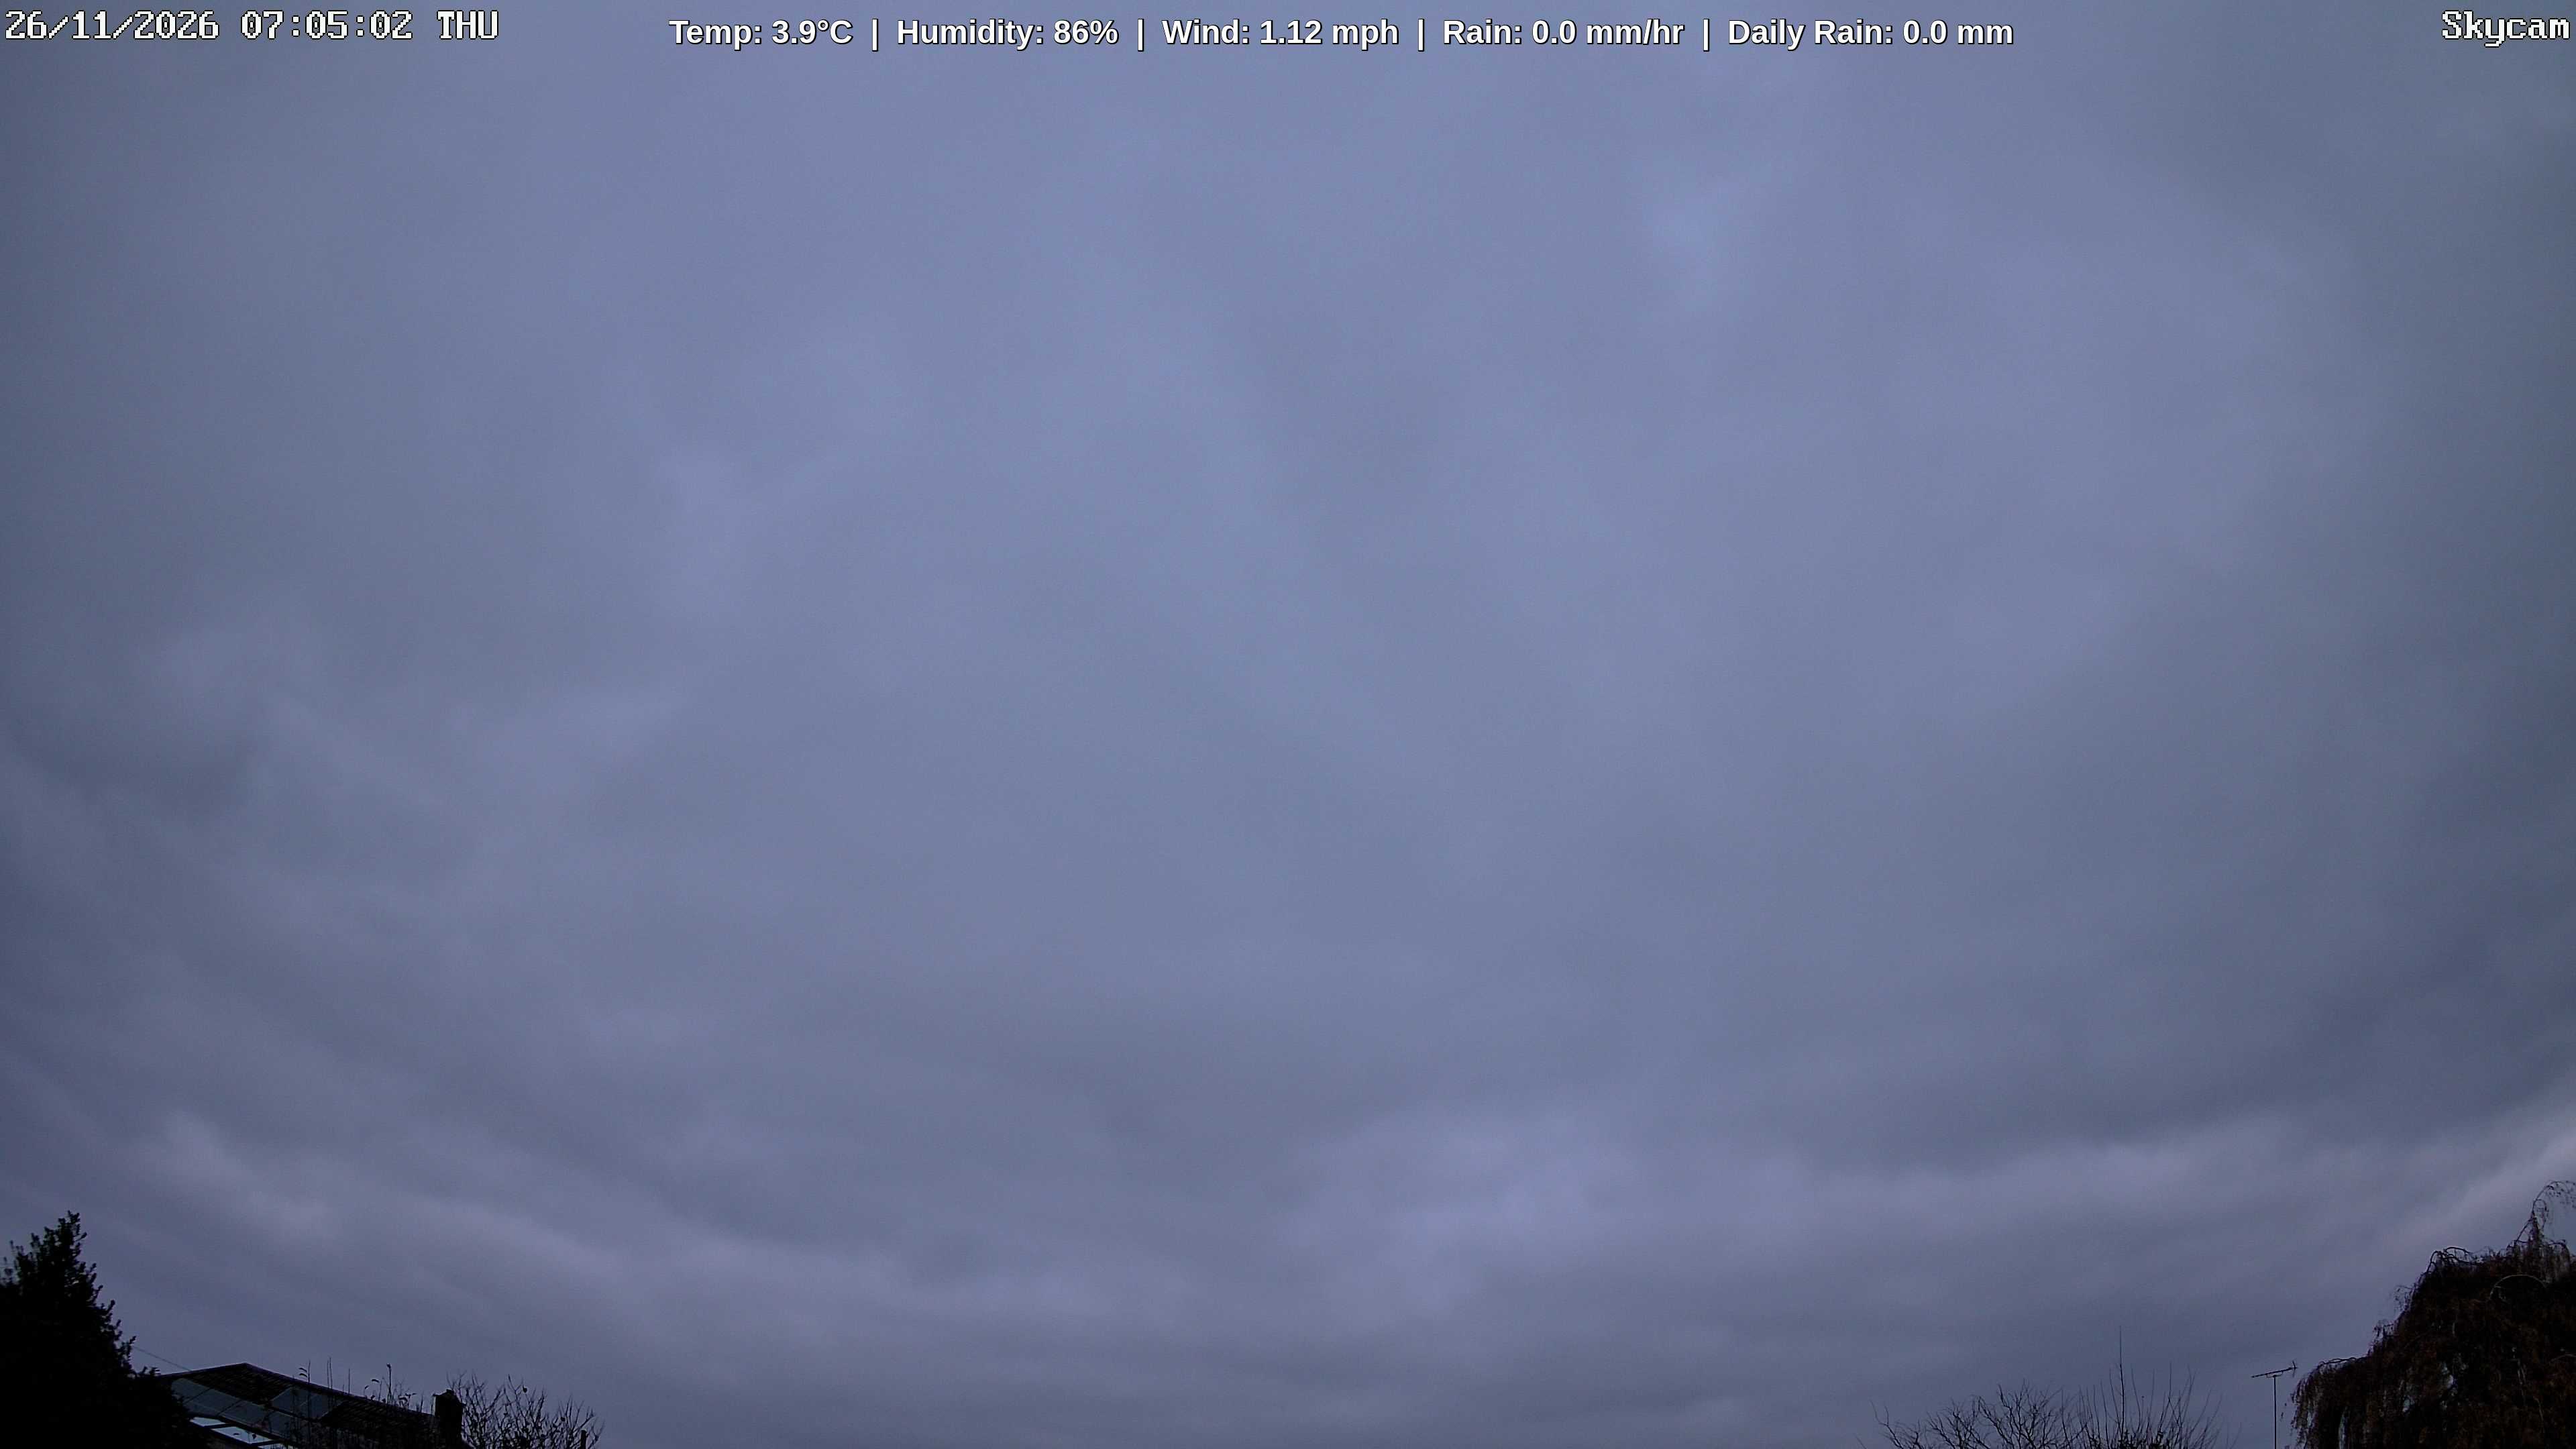 26/11/2026 07:05:02 THU
Temp: 3.9°C | Humidity: 86% | Wind: 1.12 mph | Rain: 0.0 mm/hr | Daily Rain: 0.0 mm
Skycam